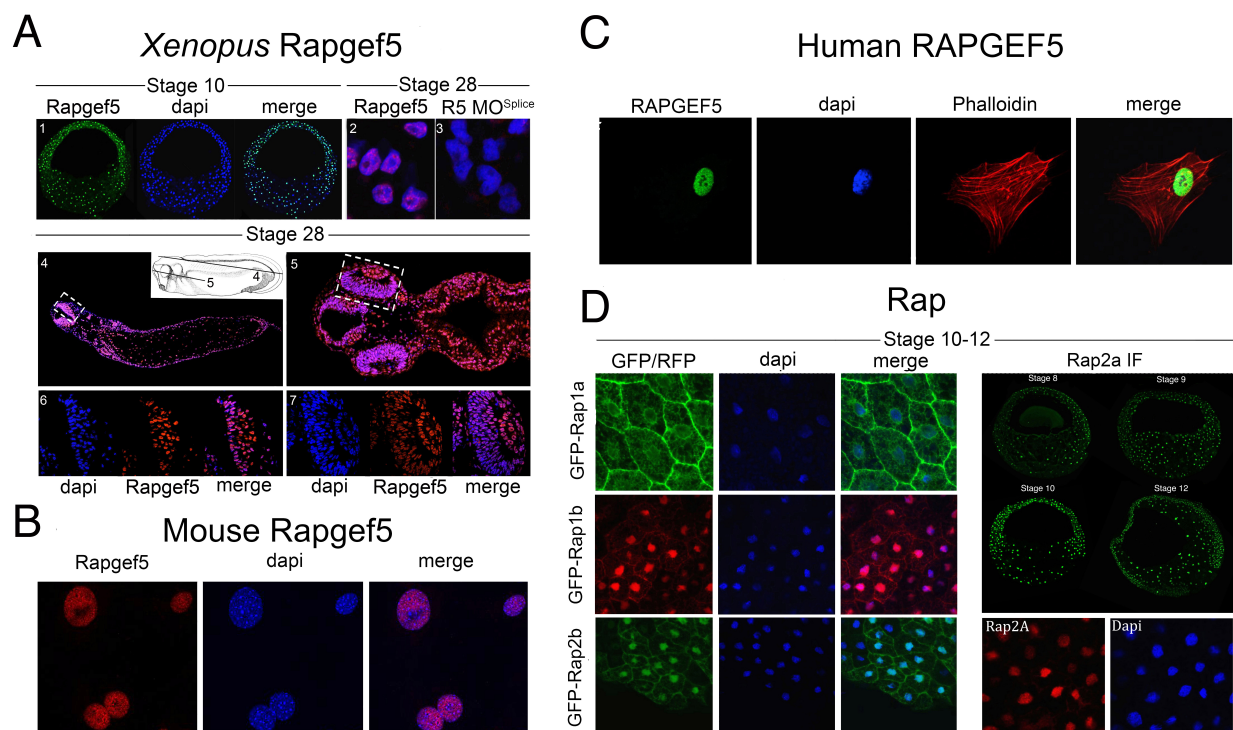 A
Xenopus Rapgef5
Stage 10
Stage 28
Rapgef5
dapi
merge
Rapgef5
R5 MOSplice
1
2
3
Stage 28
4
5
4
5
6
7
dapi
Rapgef5
merge
dapi
Rapgef5
merge
B
Mouse Rapgef5
Rapgef5
dapi
merge
C
Human RAPGEF5
RAPGEF5
dapi
Phalloidin
merge
D
Rap
Stage 10-12
GFP/RFP
dapi
merge
Rap2a IF
GFP-Rap1a
GFP-Rap1b
GFP-Rap2b
Stage 8
Stage 9
Stage 10
Stage 12
Rap2A
Dapi